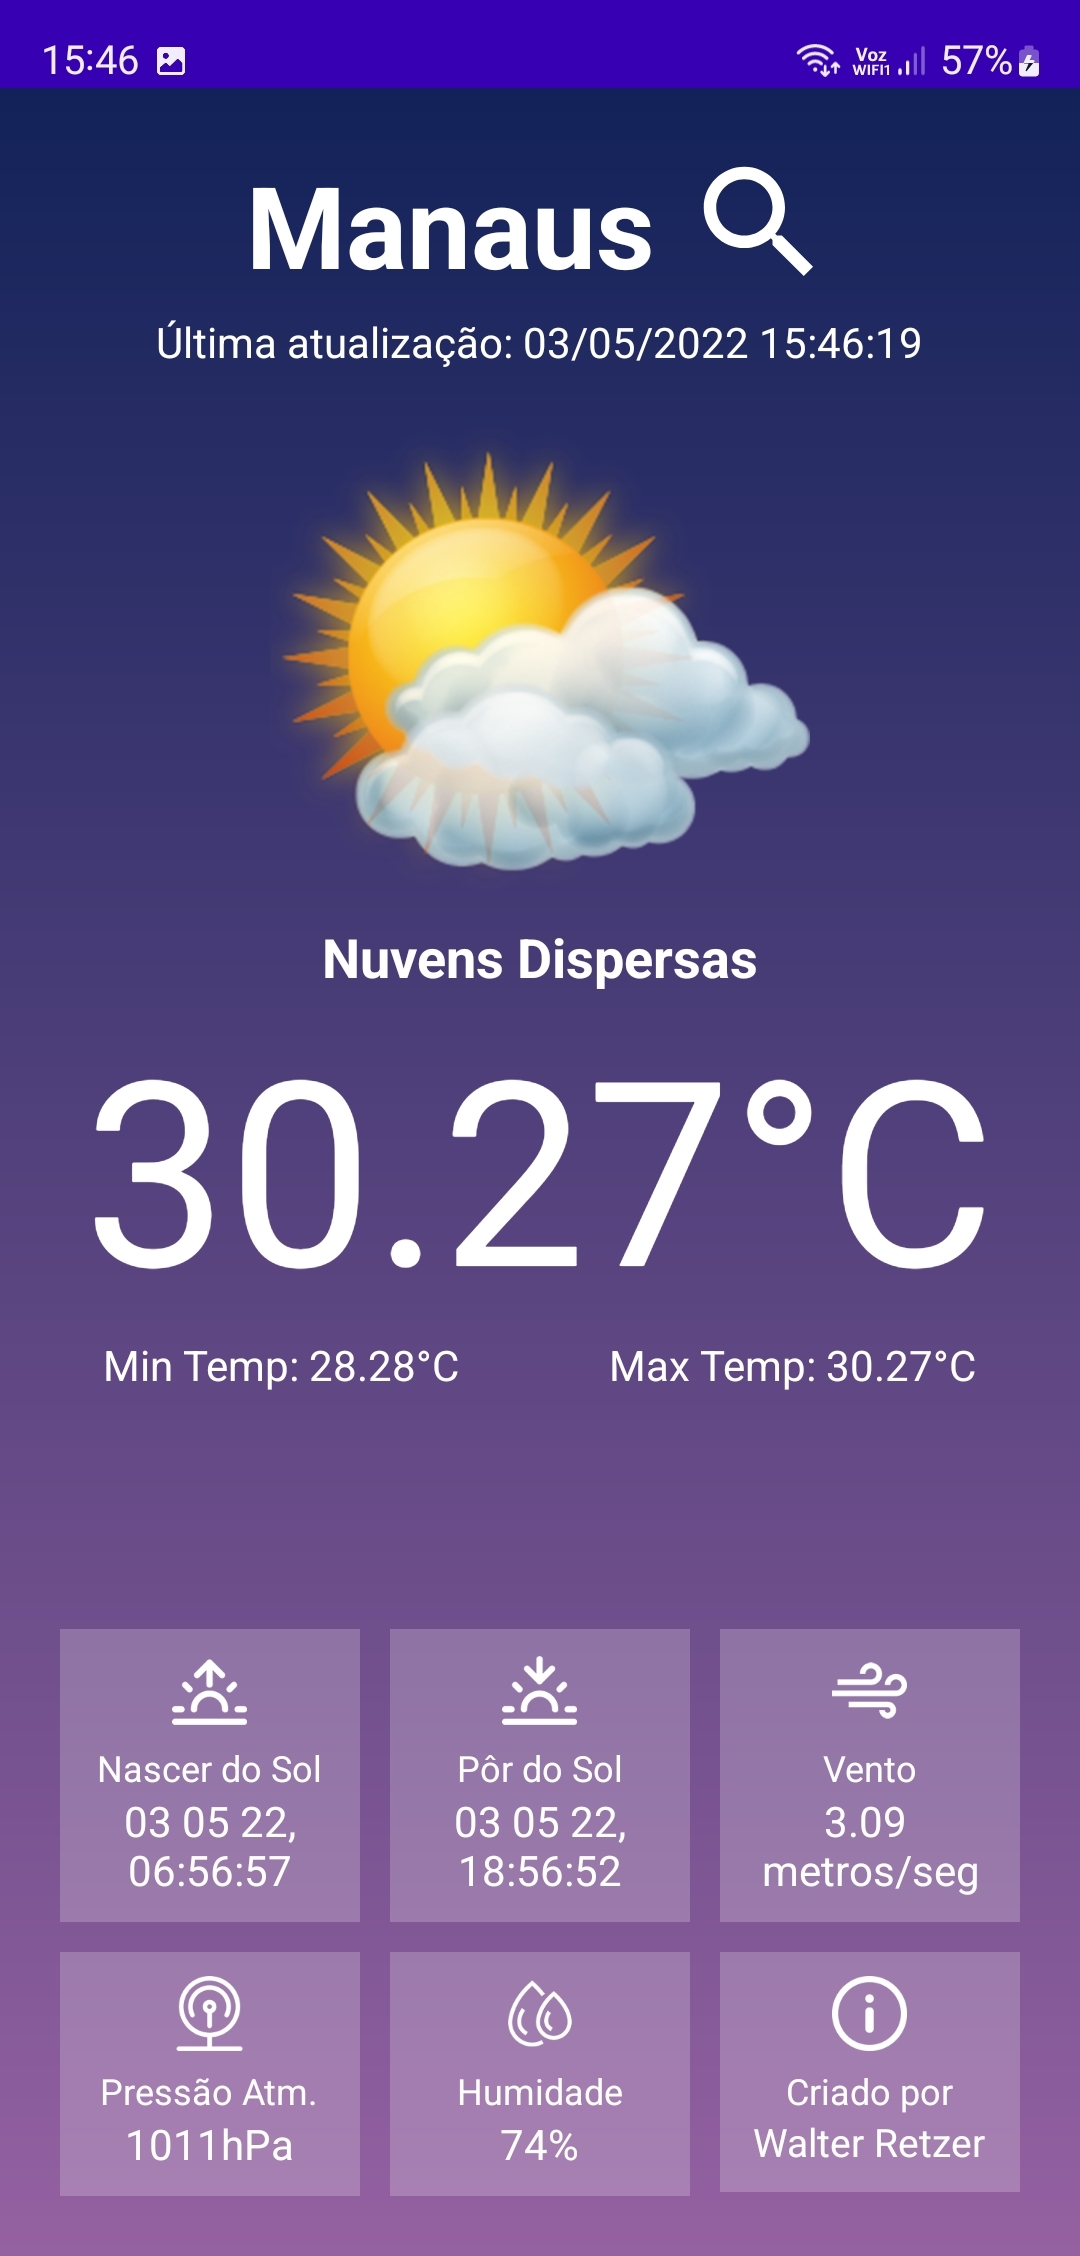 15:46
Voz
WIFI1
57%
Manaus
Última atualização: 03/05/2022 15:46:19
Nuvens Dispersas
30.27°C
Min Temp: 28.28°C
Max Temp: 30.27°C
Nascer do Sol
03 05 22,
06:56:57
Pôr do Sol
03 05 22,
18:56:52
Vento
3.09
metros/seg
Pressão Atm.
1011hPa
Humidade
74%
Criado por
Walter Retzer